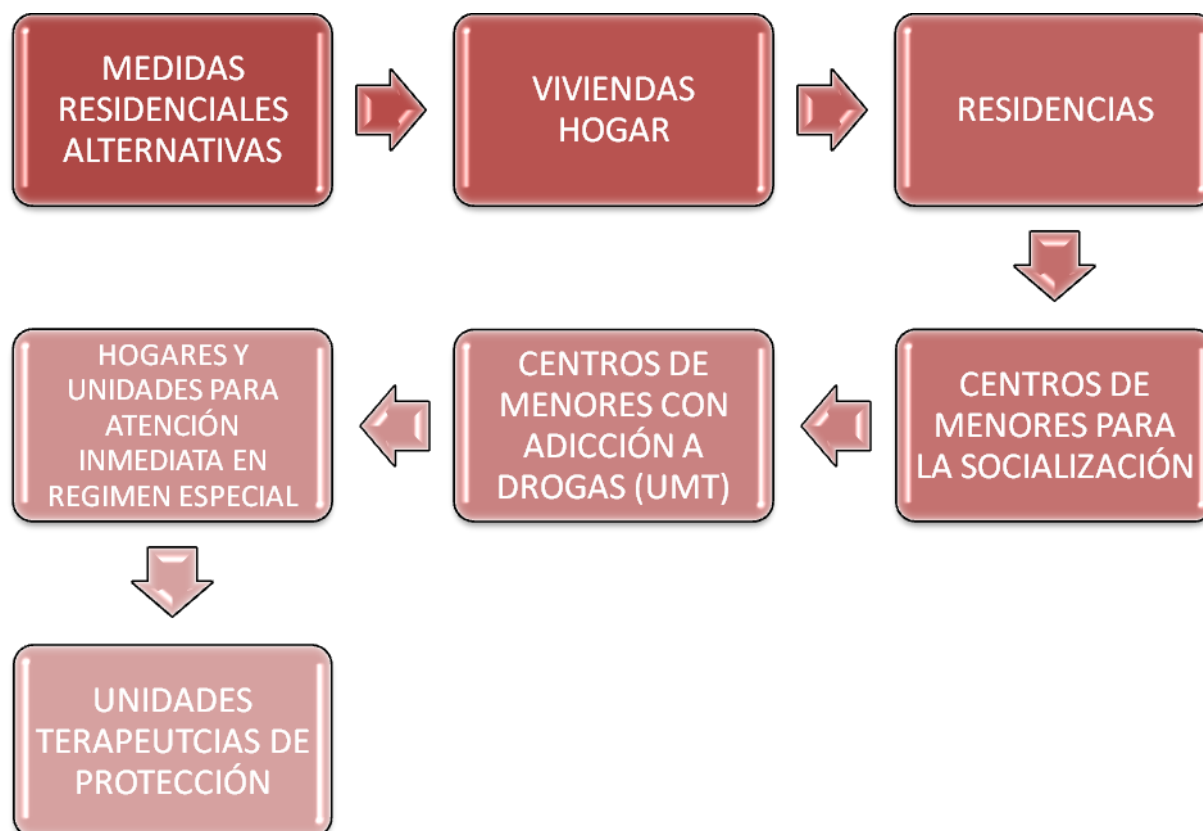 MEDIDAS
RESIDENCIALES
ALTERNATIVAS
VIVIENDAS
HOGAR
RESIDENCIAS
CENTROS DE
MENORES PARA
LA SOCIALIZACIÓN
CENTROS DE
MENORES CON
ADICCIÓN A
DROGAS (UMT)
HOGARES Y
UNIDADES PARA
ATENCIÓN
INMEDIATA EN
REGIMEN ESPECIAL
UNIDADES
TERAPEUTCIAS DE
PROTECCIÓN